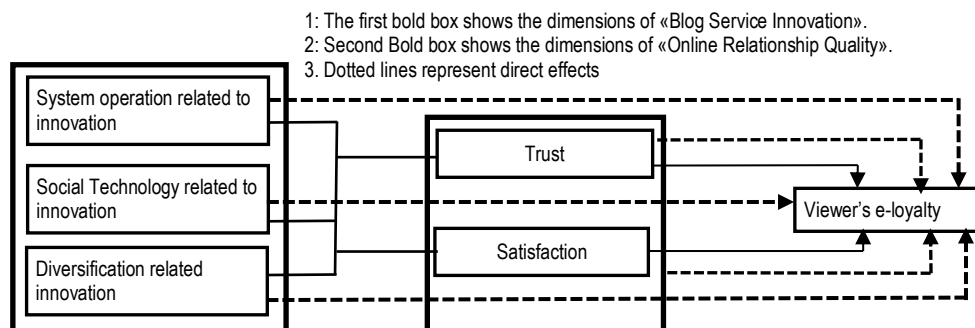 1: The first bold box shows the dimensions of «Blog Service Innovation».
2: Second Bold box shows the dimensions of «Online Relationship Quality».
3. Dotted lines represent direct effects
System operation related to
innovation
Trust
Social Technology related to
innovation
Viewer's e-loyalty
Satisfaction
Diversification related
innovation